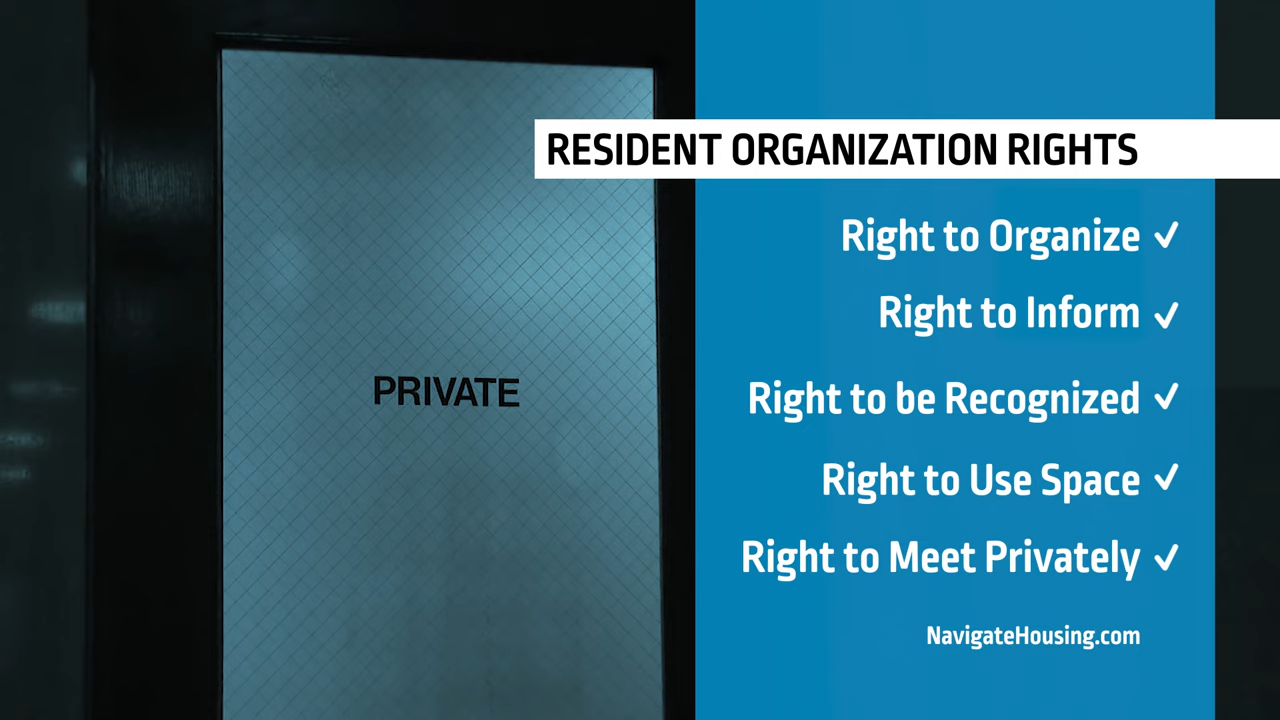 PRIVATE
RESIDENT ORGANIZATION RIGHTS
Right to Organize ✓
Right to Inform ✓
Right to be Recognized ✓
Right to Use Space ✓
Right to Meet Privately ✓
NavigateHousing.com